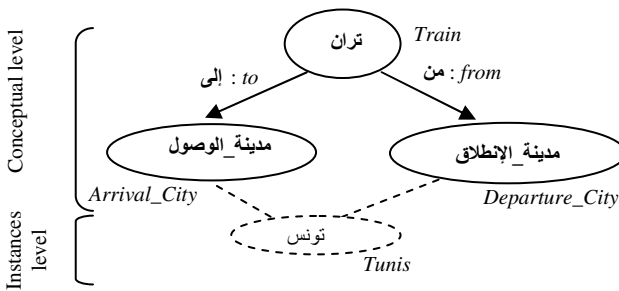 Conceptual level
تران
Train
إلى : to
من : from
مدينة_الوصول
مدينة_الإنطلاق
Arrival_City
Departure_City
Instances
level
تونس
Tunis